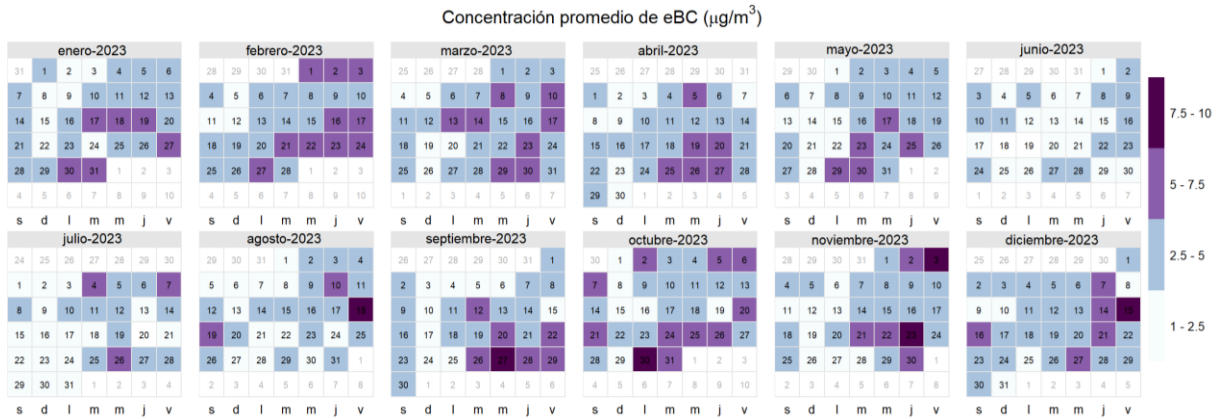 Concentración promedio de eBC (μg/m³)
enero-2023
31 1 2 3 4 5 6
7 8 9 10 11 12 13
14 15 16 17 18 19 20
21 22 23 24 25 26 27
28 29 30 31 1 2 3
4 5 6 7 8 9 10
s d l m m j v
febrero-2023
28 29 30 31 1 2 3
4 5 6 7 8 9 10
11 12 13 14 15 16 17
18 19 20 21 22 23 24
25 26 27 28 1 2 3
4 5 6 7 8 9 10
s d l m m j v
marzo-2023
25 26 27 28 1 2 3
4 5 6 7 8 9 10
11 12 13 14 15 16 17
18 19 20 21 22 23 24
25 26 27 28 29 30 31
1 2 3 4 5 6 7
s d l m m j v
abril-2023
25 26 27 28 29 30 31
1 2 3 4 5 6 7
8 9 10 11 12 13 14
15 16 17 18 19 20 21
22 23 24 25 26 27 28
29 30 1 2 3 4 5
s d l m m j v
mayo-2023
29 30 1 2 3 4 5
6 7 8 9 10 11 12
13 14 15 16 17 18 19
20 21 22 23 24 25 26
27 28 29 30 31 1 2
3 4 5 6 7 8 9
s d l m m j v
junio-2023
27 28 29 30 31 1 2
3 4 5 6 7 8 9
10 11 12 13 14 15 16
17 18 19 20 21 22 23
24 25 26 27 28 29 30
1 2 3 4 5 6 7
s d l m m j v
julio-2023
24 25 26 27 28 29 30
1 2 3 4 5 6 7
8 9 10 11 12 13 14
15 16 17 18 19 20 21
22 23 24 25 26 27 28
29 30 31 1 2 3 4
s d l m m j v
agosto-2023
29 30 31 1 2 3 4
5 6 7 8 9 10 11
12 13 14 15 16 17 18
19 20 21 22 23 24 25
26 27 28 29 30 31 1
2 3 4 5 6 7 8
s d l m m j v
septiembre-2023
26 27 28 29 30 31 1
2 3 4 5 6 7 8
9 10 11 12 13 14 15
16 17 18 19 20 21 22
23 24 25 26 27 28 29
30 1 2 3 4 5 6
s d l m m j v
octubre-2023
30 1 2 3 4 5 6
7 8 9 10 11 12 13
14 15 16 17 18 19 20
21 22 23 24 25 26 27
28 29 30 31 1 2 3
4 5 6 7 8 9 10
s d l m m j v
noviembre-2023
28 29 30 31 1 2 3
4 5 6 7 8 9 10
11 12 13 14 15 16 17
18 19 20 21 22 23 24
25 26 27 28 29 30 1
2 3 4 5 6 7 8
s d l m m j v
diciembre-2023
25 26 27 28 29 30 1
2 3 4 5 6 7 8
9 10 11 12 13 14 15
16 17 18 19 20 21 22
23 24 25 26 27 28 29
30 31 1 2 3 4 5
s d l m m j v
7.5 - 10
5 - 7.5
2.5 - 5
1 - 2.5